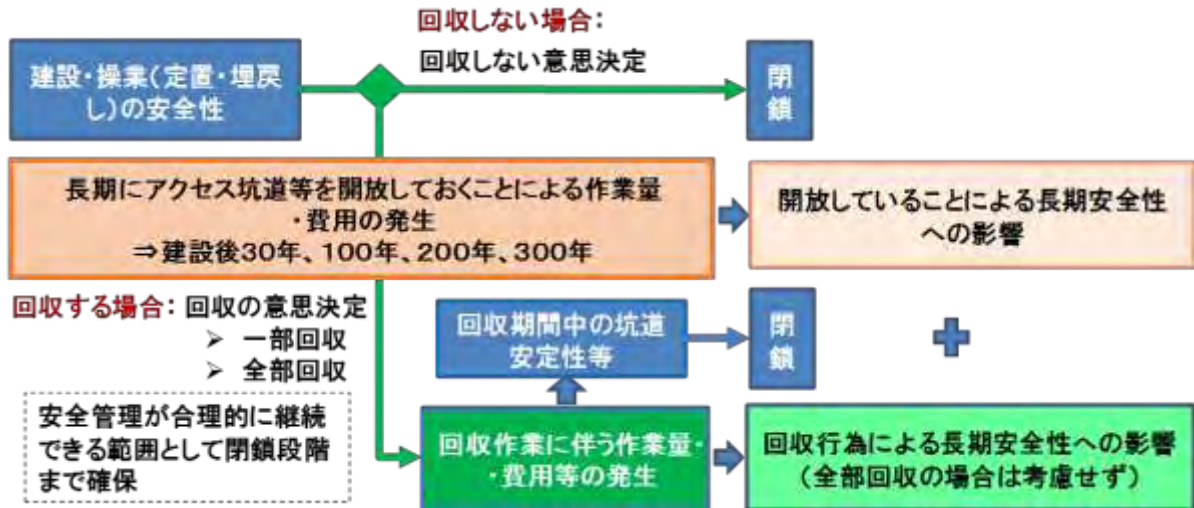 回収しない場合:
回収しない意思決定
建設・操業(定置・埋戻
し)の安全性
閉
鎖
長期にアクセス坑道等を開放しておくことによる作業量
・費用の発生
⇒建設後30年、100年、200年、300年
開放していることによる長期安全性
への影響
回収する場合: 回収の意思決定
➢ 一部回収
➢ 全部回収
回収期間中の坑道
安定性等
閉
鎖
安全管理が合理的に継続
できる範囲として閉鎖段階
まで確保
回収作業に伴う作業量・
・費用等の発生
回収行為による長期安全性への影響
(全部回収の場合は考慮せず)